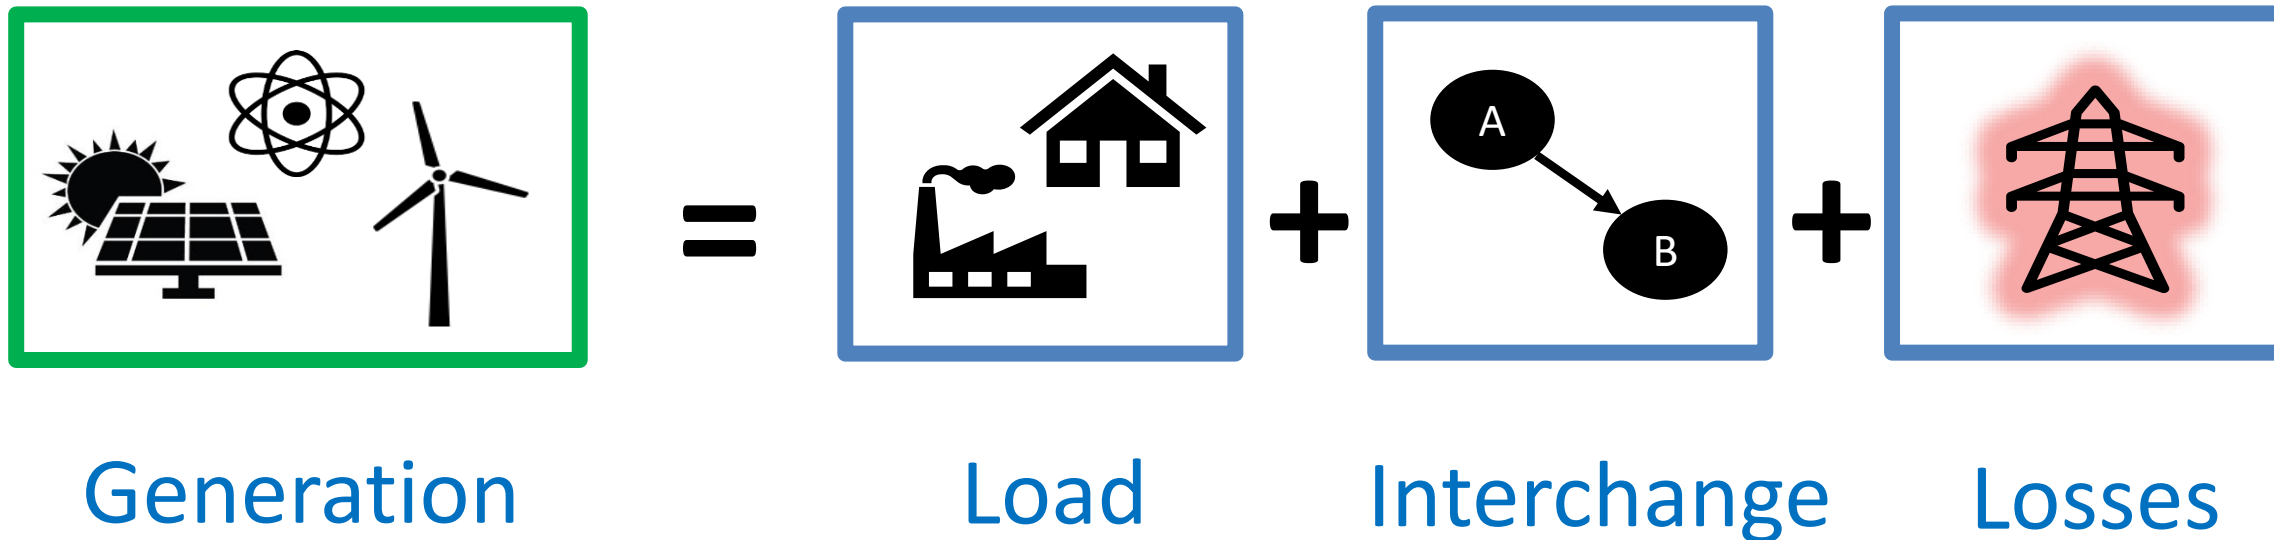 A
B
=
+
+
Generation
Load
Interchange
Losses